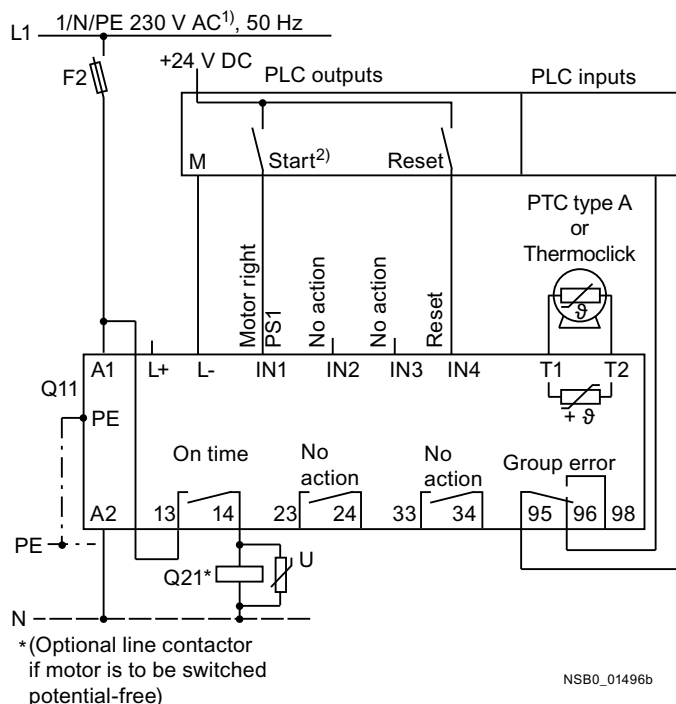 L1
1/N/PE 230 V AC1), 50 Hz
F2
+24 V DC
PLC outputs
PLC inputs
M
Start2)
Reset
PTC type A
or
Thermoclick
ϑ
Motor right
PS1
No action
No action
Reset
A1
L+
L-
IN1
IN2
IN3
IN4
T1
T2
Q11
PE
+ ϑ
On time
No
action
No
action
Group error
A2
13
14
23
24
33
34
95
96
98
PE
Q21*
U
N
*(Optional line contactor
if motor is to be switched
potential-free)
NSB0_01496b